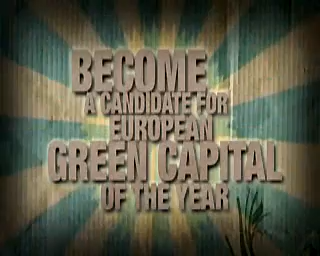 BECOME
A CANDIDATE FOR
EUROPEAN
GREEN CAPITAL
OF THE YEAR